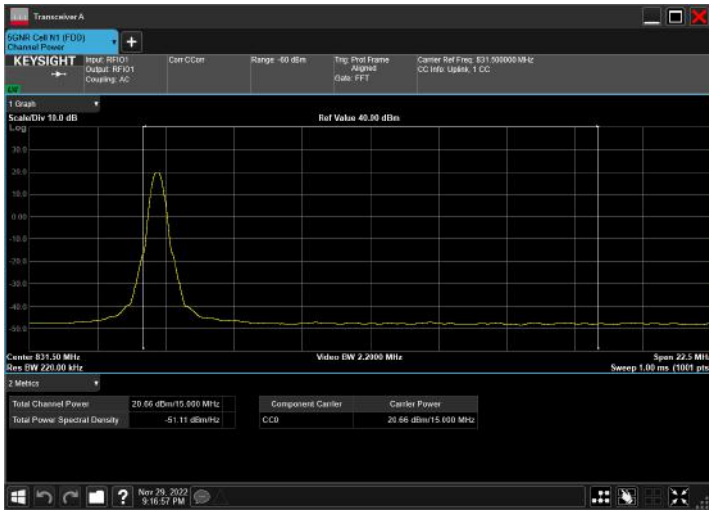 Transceiver A
5GNR Cell N1 (FDD)
Channel Power
KEYSIGHT
Input: RFIO1
Output: RFIO1
Coupling: AC
Corr CCorr
Range: -60 dBm
Trig: Prot Frame
Aligned
Gate: FFT
Carrier Ref Freq: 831.500000 MHz
CC Info: Uplink, 1 CC
1 Graph
Scale/Div 10.0 dB
Ref Value 40.00 dBm
Log
30.0
20.0
10.0
0.00
-10.0
-20.0
-30.0
-40.0
-50.0
Center 831.50 MHz
Video BW 2.2000 MHz
Span 22.5 MHz
Res BW 220.00 kHz
Sweep 1.00 ms (1001 pts
2 Metrics
Total Channel Power 20.66 dBm/15.000 MHz
Total Power Spectral Density -51.11 dBm/Hz
Component Carrier Carrier Power
CC0 20.66 dBm/15.000 MHz
?
Nov 29, 2022
9:16:57 PM